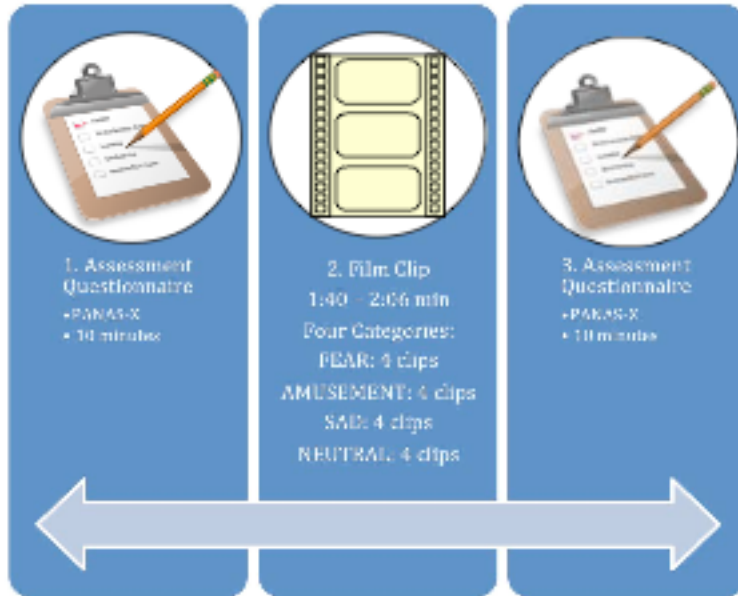 1. Assessment
Questionnaire
•PANAS-X
• 10 minutes
2. Film Clip
1:40 - 2:06 min
Four Categories:
FEAR: 4 clips
AMUSEMENT: 4 clips
SAD: 4 clips
NEUTRAL: 4 clips
3. Assessment
Questionnaire
•PANAS-X
• 10 minutes